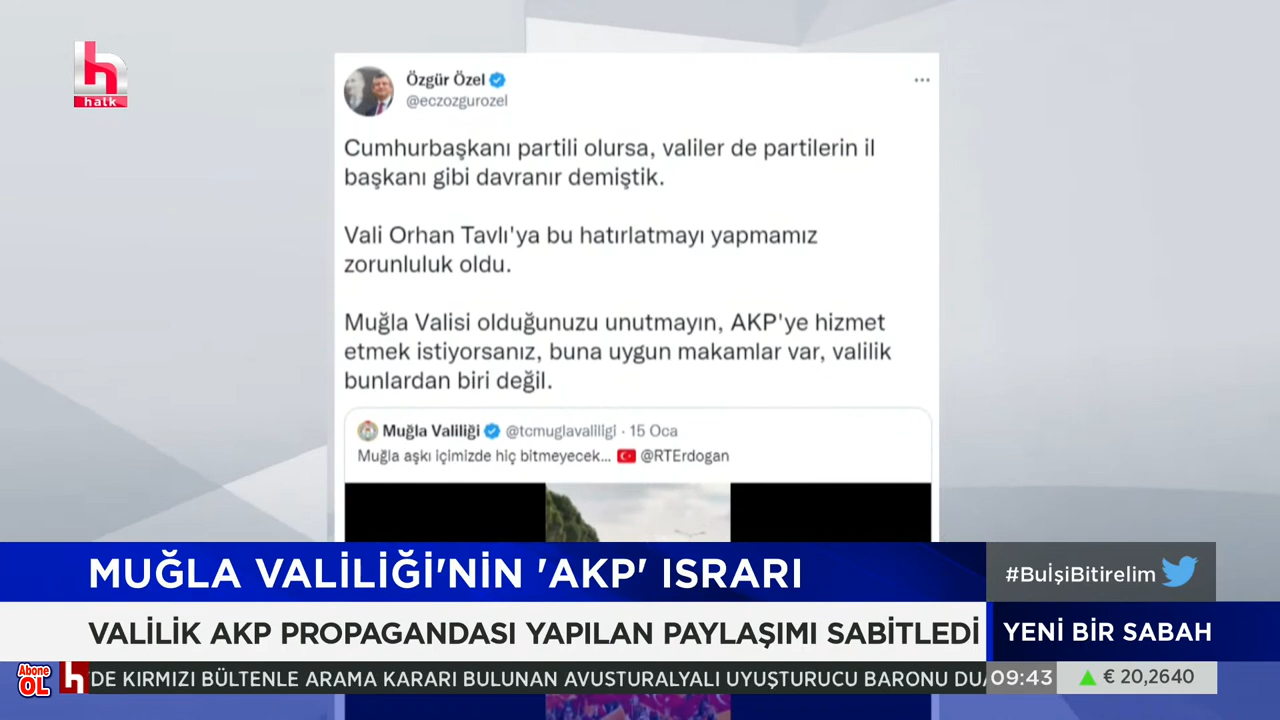 h
halk
Özgür Özel
@eczozgurozel
Cumhurbaşkanı partili olursa, valiler de partilerin il
başkanı gibi davranır demiştik.
Vali Orhan Tavlı'ya bu hatırlatmayı yapmamız
zorunluluk oldu.
Muğla Valisi olduğunuzu unutmayın, AKP'ye hizmet
etmek istiyorsanız, buna uygun makamlar var, valilik
bunlardan biri değil.
Muğla Valiliği @tcmuglavaliligi · 15 Oca
Muğla aşkı içimizde hiç bitmeyecek... @RTErdogan
MUĞLA VALİLİĞİ'NİN 'AKP' ISRARI
#BuİşiBitirelim
VALİLİK AKP PROPAGANDASI YAPILAN PAYLAŞIMI SABİTLEDİ
YENİ BİR SABAH
Abone
OL
h
'DE KIRMIZI BÜLTENLE ARAMA KARARI BULUNAN AVUSTURALYALI UYUŞTURUCU BARONU DU
09:43
€ 20,2640